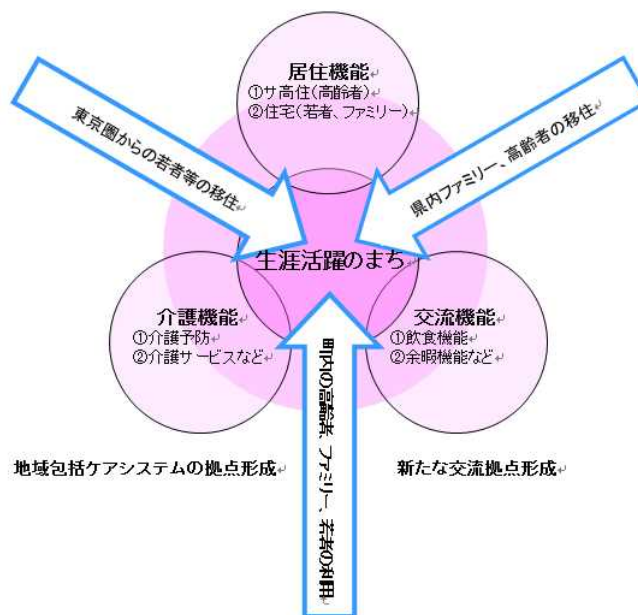 居住機能
①サ高住(高齢者)
②住宅(若者、ファミリー)
東京圏からの若者等の移住
県内ファミリー、高齢者の移住
生涯活躍のまち
介護機能
①介護予防
②介護サービスなど
交流機能
①飲食機能
②余暇機能など
町内の高齢者、ファミリー、若者の利用
地域包括ケアシステムの拠点形成
新たな交流拠点形成